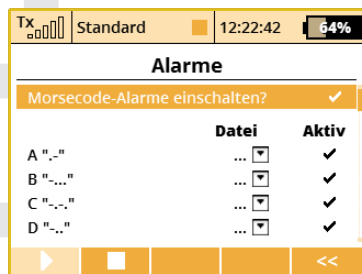 Tx Standard 12:22:42 64%
Alarme
Morsecode-Alarme einschalten? ✔
Datei Aktiv
A ".-" ... ✔
B "-..." ... ✔
C "-.-." ... ✔
D "-.." ... ✔
<<